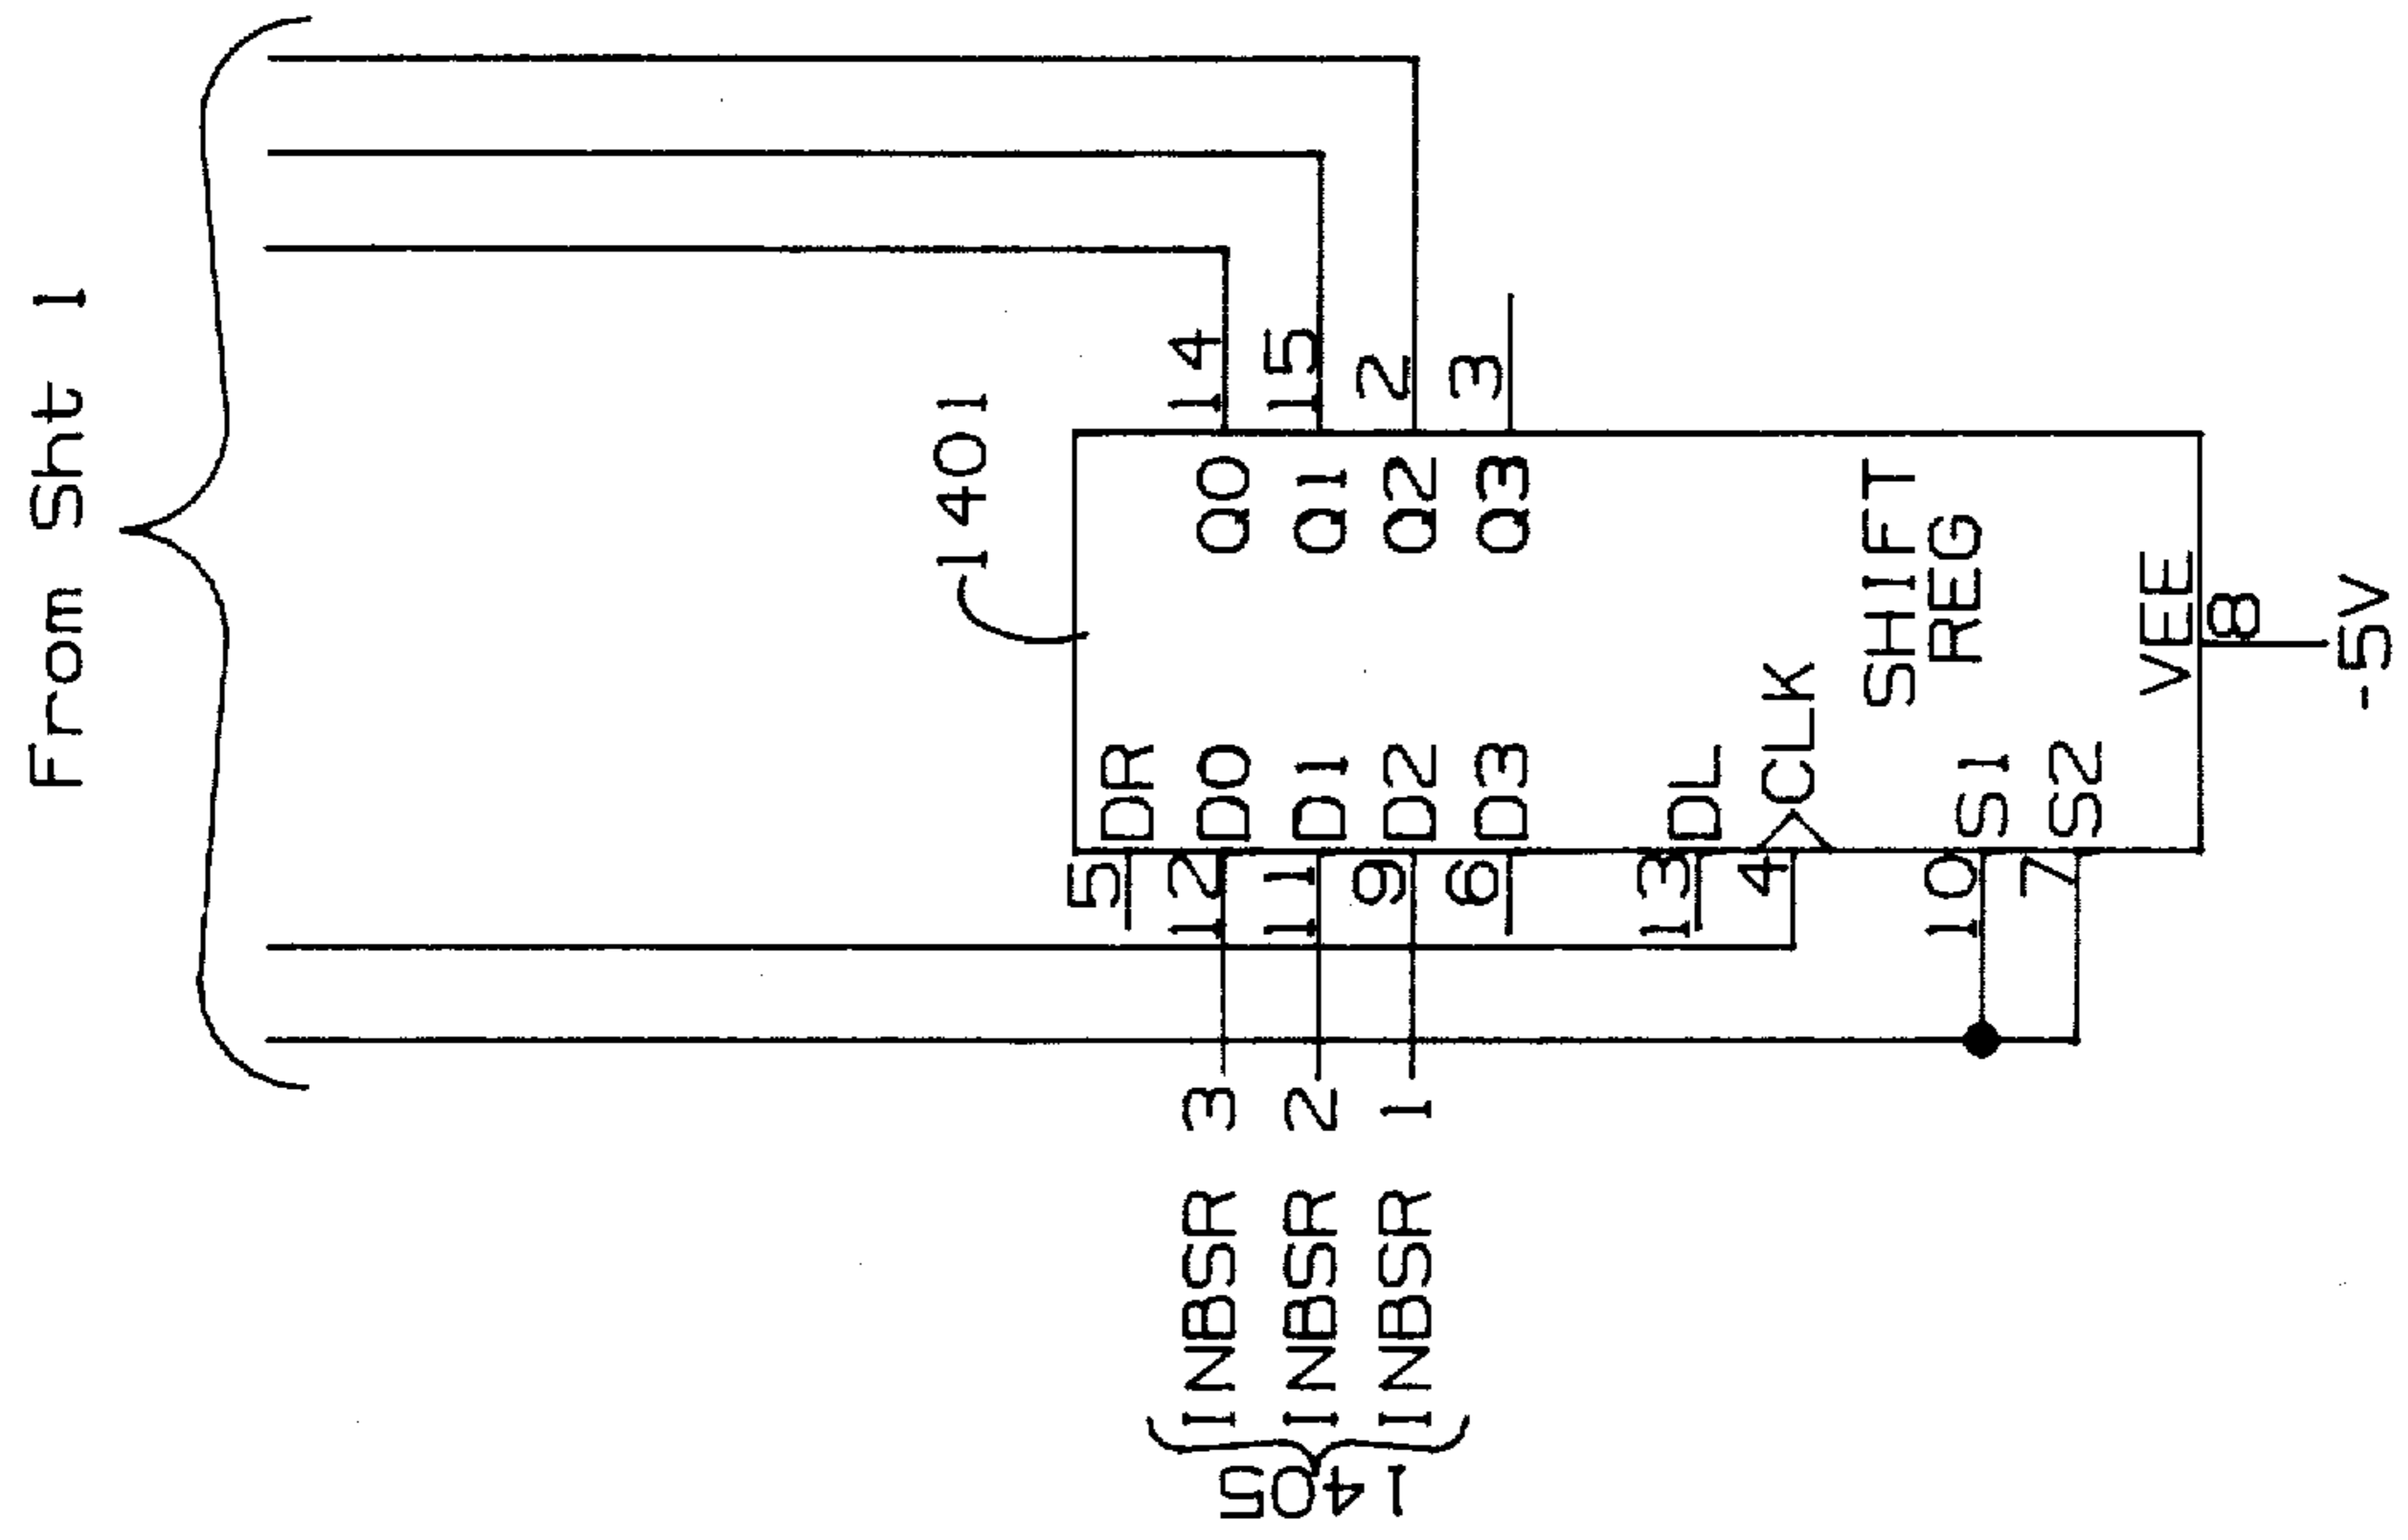 From Sht 1
1401
14
15
2
3
Q0
Q1
Q2
Q3
SHIFT
REG
VEE
8
-5V
DR
D0
D1
D2
D3
DL
CLK
S1
S2
5
12
11
9
6
13
4
10
7
INBSR 3
INBSR 2
INBSR 1
1405